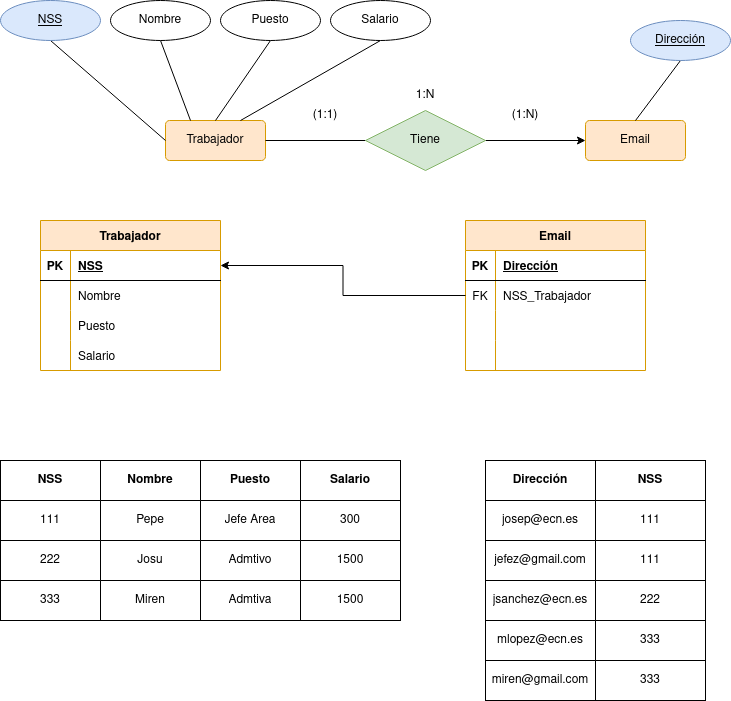 NSS Nombre Puesto Salario
Dirección
1:N
(1:1) (1:N)
Trabajador Tiene Email
Trabajador Email
PK NSS PK Dirección
Nombre FK NSS_Trabajador
Puesto
Salario
NSS Nombre Puesto Salario Dirección NSS
111 Pepe Jefe Area 300 josep@ecn.es 111
222 Josu Admtivo 1500 jefez@gmail.com 111
333 Miren Admtiva 1500 jsanchez@ecn.es 222
mlopez@ecn.es 333
miren@gmail.com 333